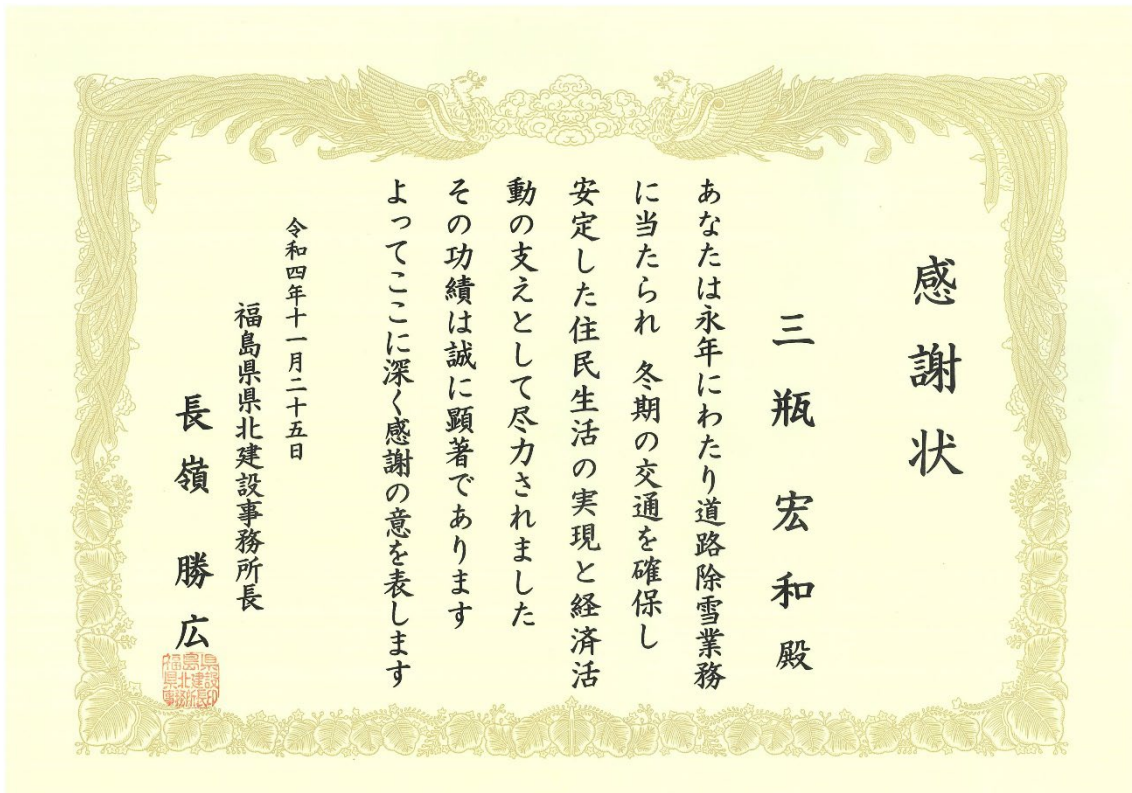 感謝状
三瓶宏和殿
あなたは永年にわたり道路除雪業務
に当たられ 冬期の交通を確保し
安定した住民生活の実現と経済活
動の支えとして尽力されました
その功績は誠に顕著であります
よってここに深く感謝の意を表します
令和四年十一月二十五日
福島県県北建設事務所長
長嶺勝広